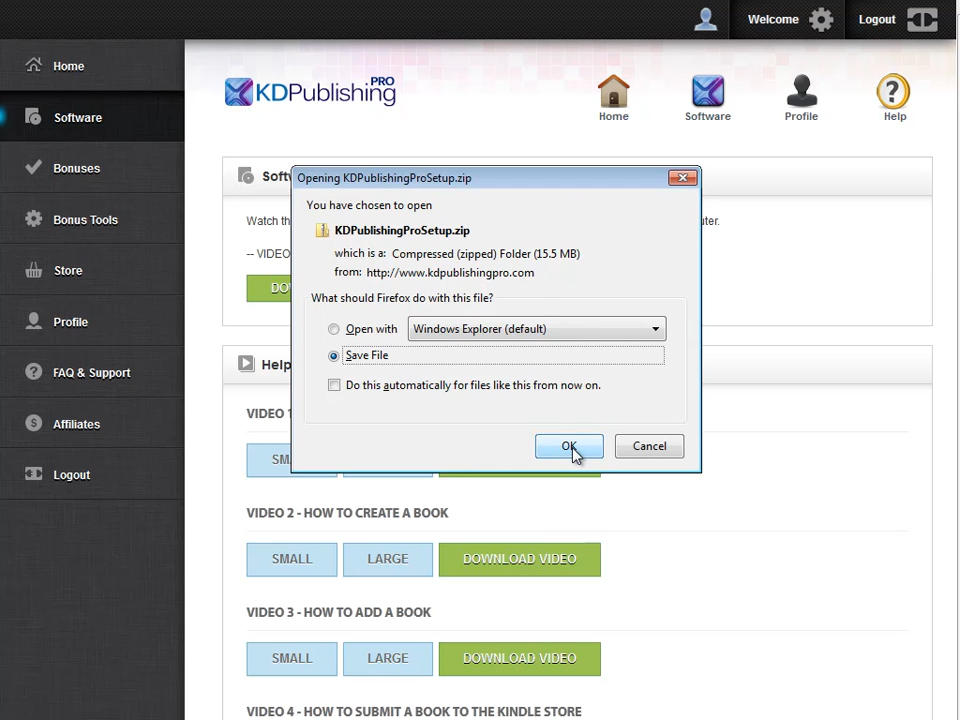 Welcome
Logout
Home
Software
Bonuses
Bonus Tools
Store
Profile
FAQ & Support
Affiliates
Logout
KDPublishing PRO
Home
Software
Profile
Help
Opening KDPublishingProSetup.zip
You have chosen to open
KDPublishingProSetup.zip
which is a: Compressed (zipped) Folder (15.5 MB)
from: http://www.kdpublishingpro.com
What should Firefox do with this file?
Open with
Windows Explorer (default)
Save File
Do this automatically for files like this from now on.
OK
Cancel
Watch th
-- VIDEO
Help
VIDEO 1
VIDEO 2 - HOW TO CREATE A BOOK
SMALL
LARGE
DOWNLOAD VIDEO
VIDEO 3 - HOW TO ADD A BOOK
SMALL
LARGE
DOWNLOAD VIDEO
VIDEO 4 - HOW TO SUBMIT A BOOK TO THE KINDLE STORE